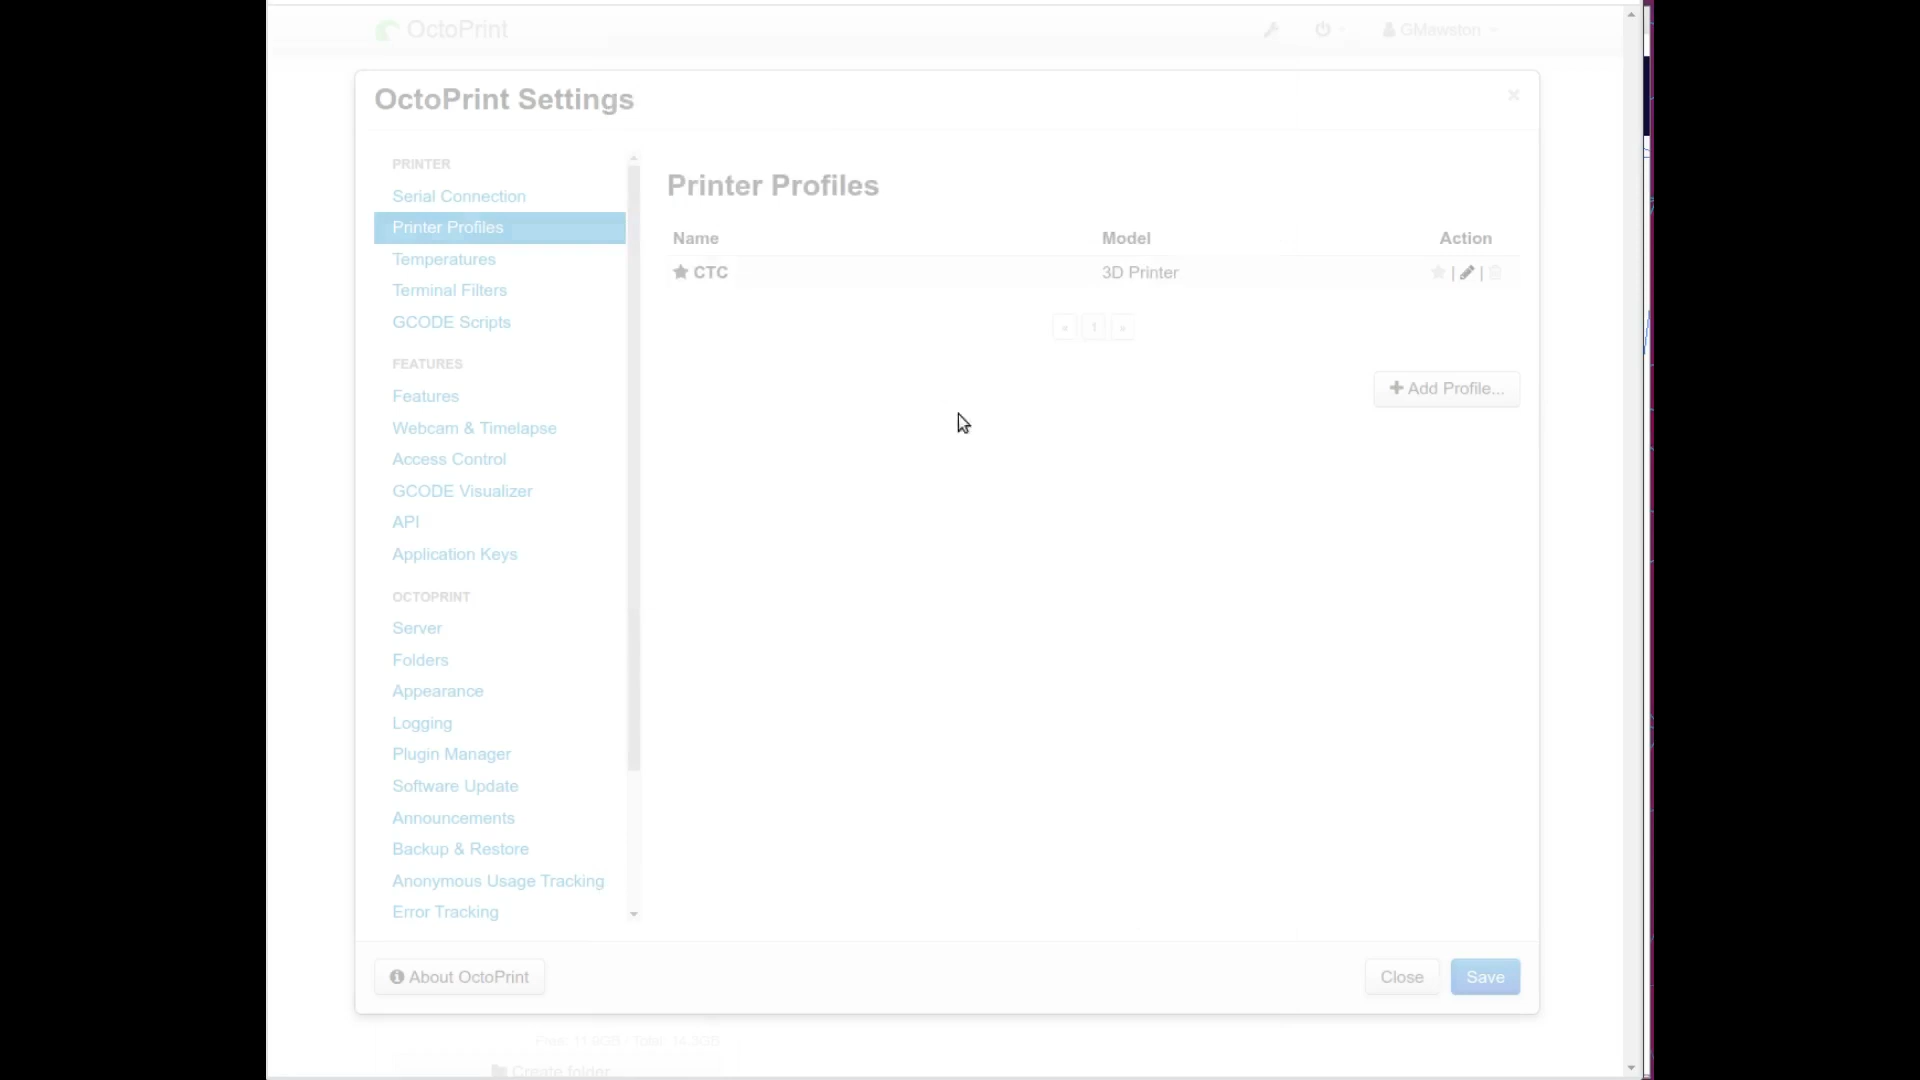 OctoPrint
GMawston
OctoPrint Settings
×
PRINTER
Serial Connection
Printer Profiles
Temperatures
Terminal Filters
GCODE Scripts
FEATURES
Features
Webcam & Timelapse
Access Control
GCODE Visualizer
API
Application Keys
OCTOPRINT
Server
Folders
Appearance
Logging
Plugin Manager
Software Update
Announcements
Backup & Restore
Anonymous Usage Tracking
Error Tracking
Printer Profiles
Name Model Action
CTC 3D Printer | |
« 1 »
Add Profile...
About OctoPrint
Close Save
Create folder